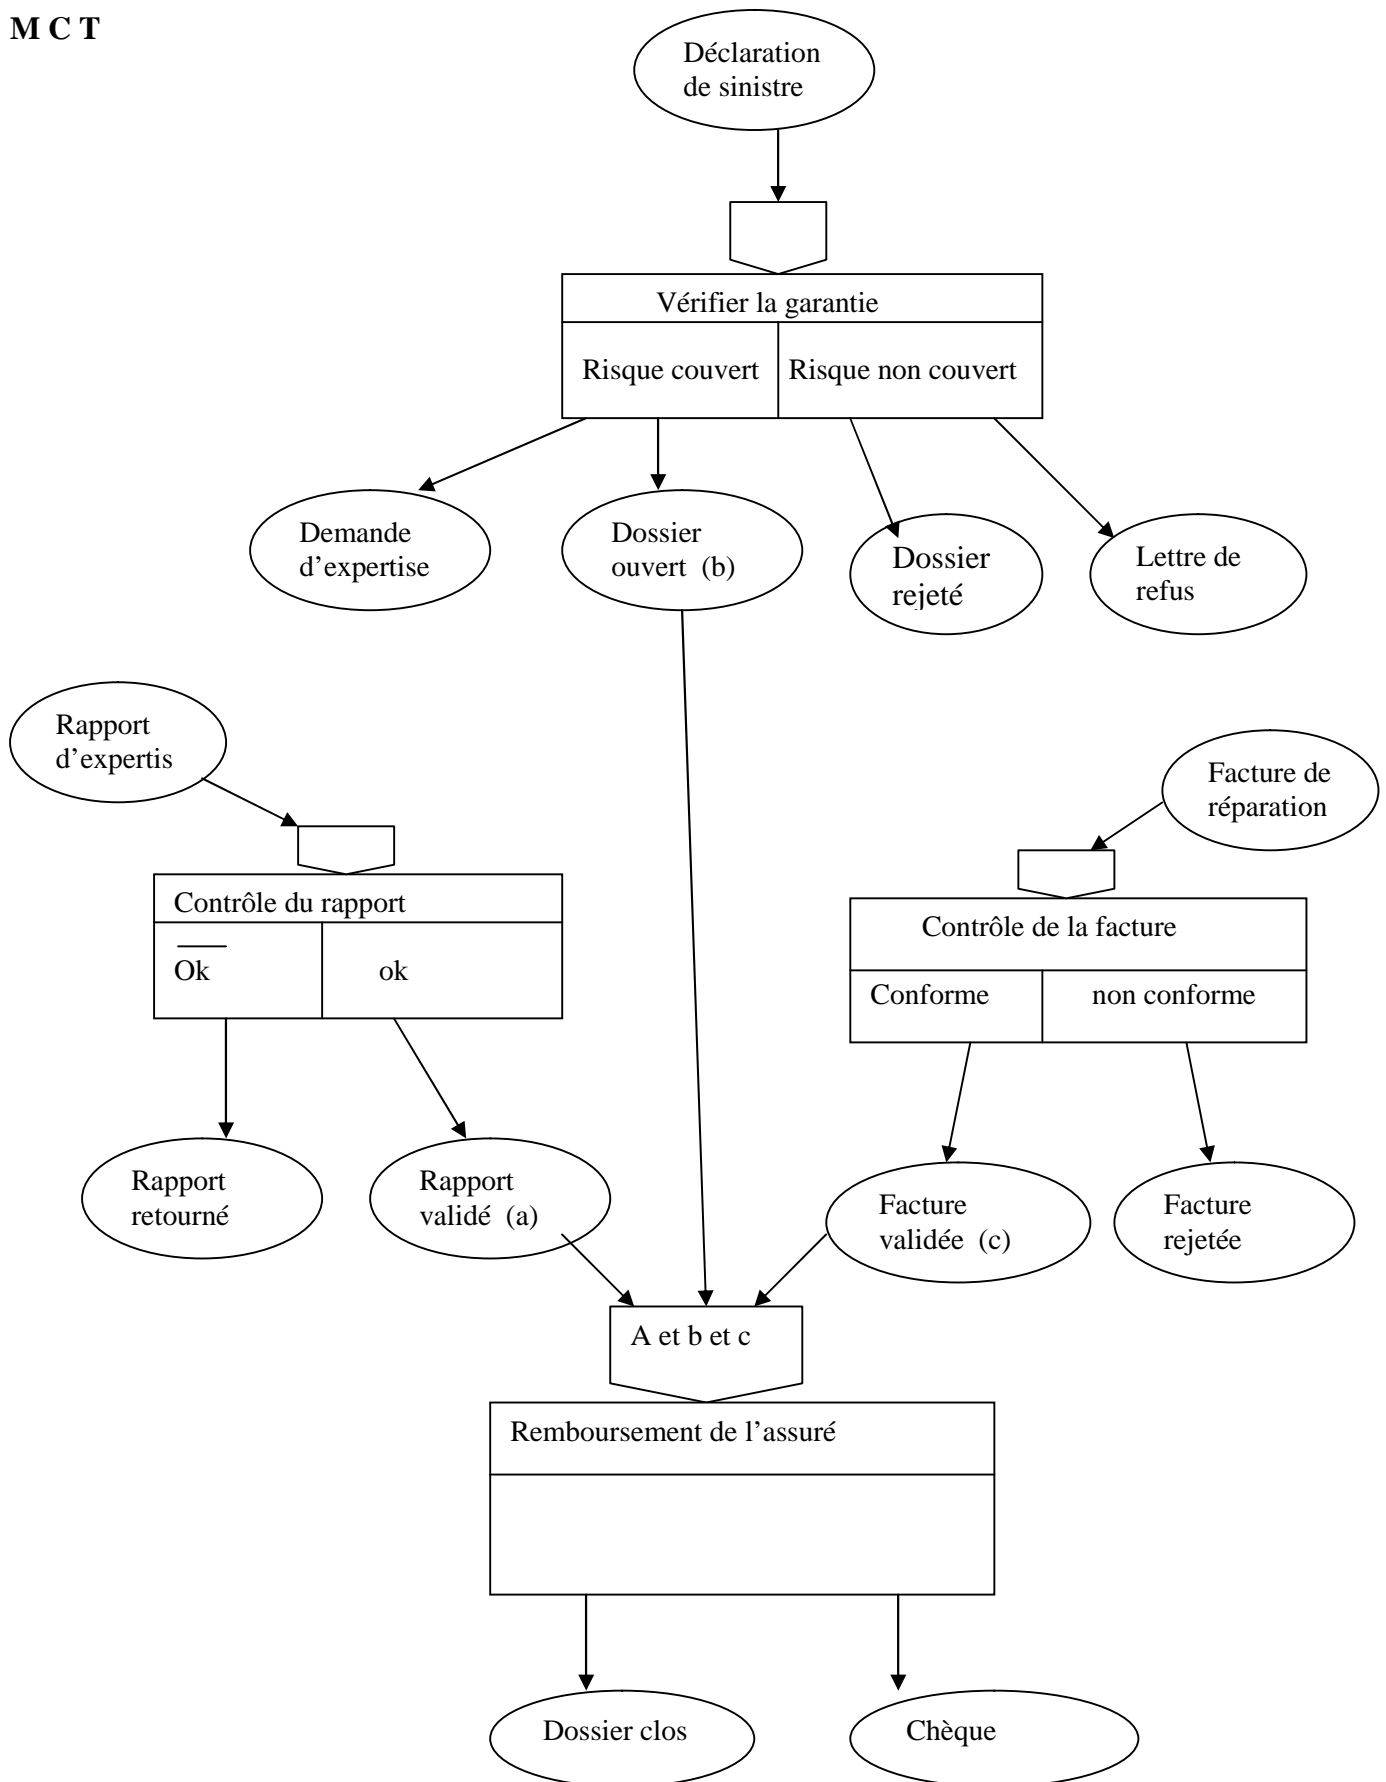 M C T
Déclaration
de sinistre
Vérifier la garantie
Risque couvert
Risque non couvert
Demande
d’expertise
Dossier
ouvert (b)
Dossier
rejeté
Lettre de
refus
Rapport
d’expertis
Facture de
réparation
Contrôle du rapport
Ok
ok
Contrôle de la facture
Conforme
non conforme
Rapport
retourné
Rapport
validé (a)
Facture
validée (c)
Facture
rejetée
A et b et c
Remboursement de l’assuré
Dossier clos
Chèque